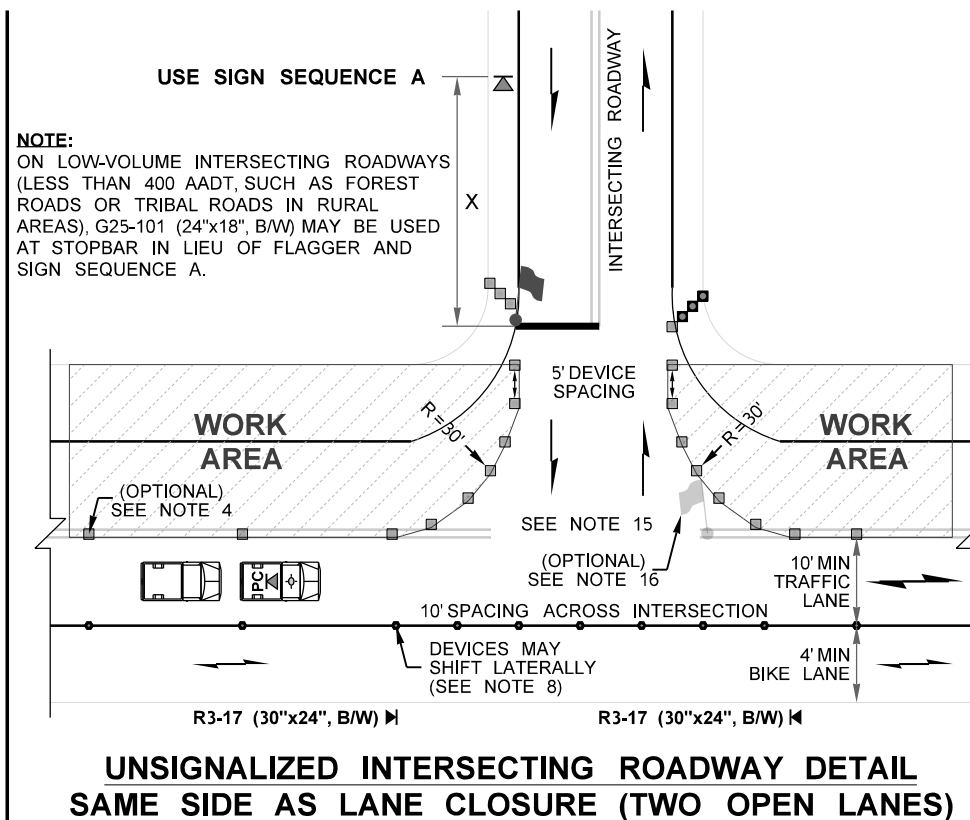 USE SIGN SEQUENCE A
NOTE:
ON LOW-VOLUME INTERSECTING ROADWAYS
(LESS THAN 400 AADT, SUCH AS FOREST
ROADS OR TRIBAL ROADS IN RURAL
AREAS), G25-101 (24"x18", B/W) MAY BE USED
AT STOPBAR IN LIEU OF FLAGGER AND
SIGN SEQUENCE A.
X
INTERSECTING ROADWAY
5' DEVICE
SPACING
WORK
AREA
R = 30'
R = 30'
WORK
AREA
(OPTIONAL)
SEE NOTE 4
SEE NOTE 15
(OPTIONAL)
SEE NOTE 16
10' MIN
TRAFFIC
LANE
PC
10' SPACING ACROSS INTERSECTION
DEVICES MAY
SHIFT LATERALLY
(SEE NOTE 8)
4' MIN
BIKE LANE
R3-17 (30"x24", B/W)
R3-17 (30"x24", B/W)
UNSIGNALIZED INTERSECTING ROADWAY DETAIL
SAME SIDE AS LANE CLOSURE (TWO OPEN LANES)